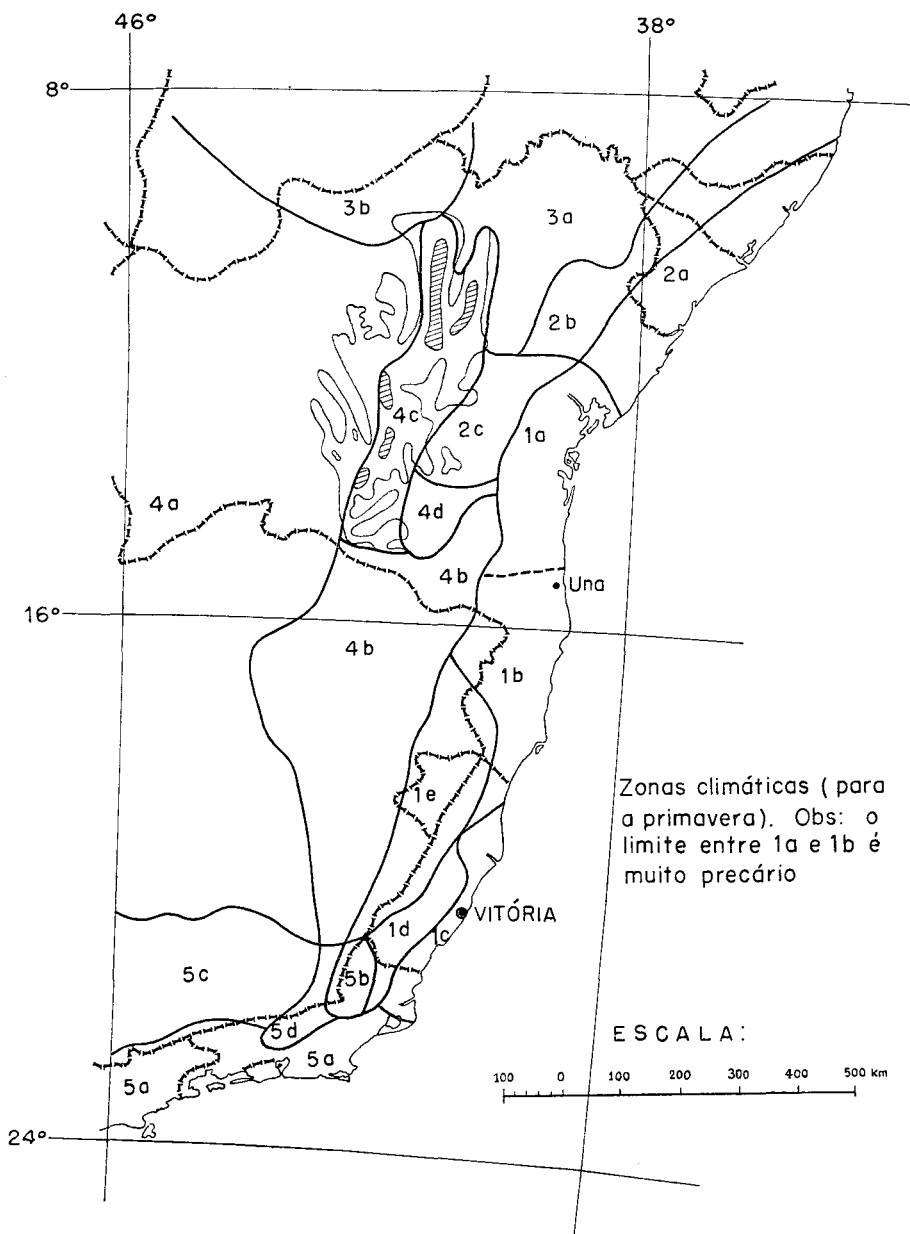 46°
38°
8°
3b
3a
2a
2b
4c
2c
1a
4a
4d
4b
Una
16°
4b
1b
1e
Zonas climáticas ( para
a primavera). Obs: o
limite entre 1a e 1b é
muito precário
VITÓRIA
1d
1c
5c
5b
5d
5a
5a
ESCALA:
100 0 100 200 300 400 500 km
24°